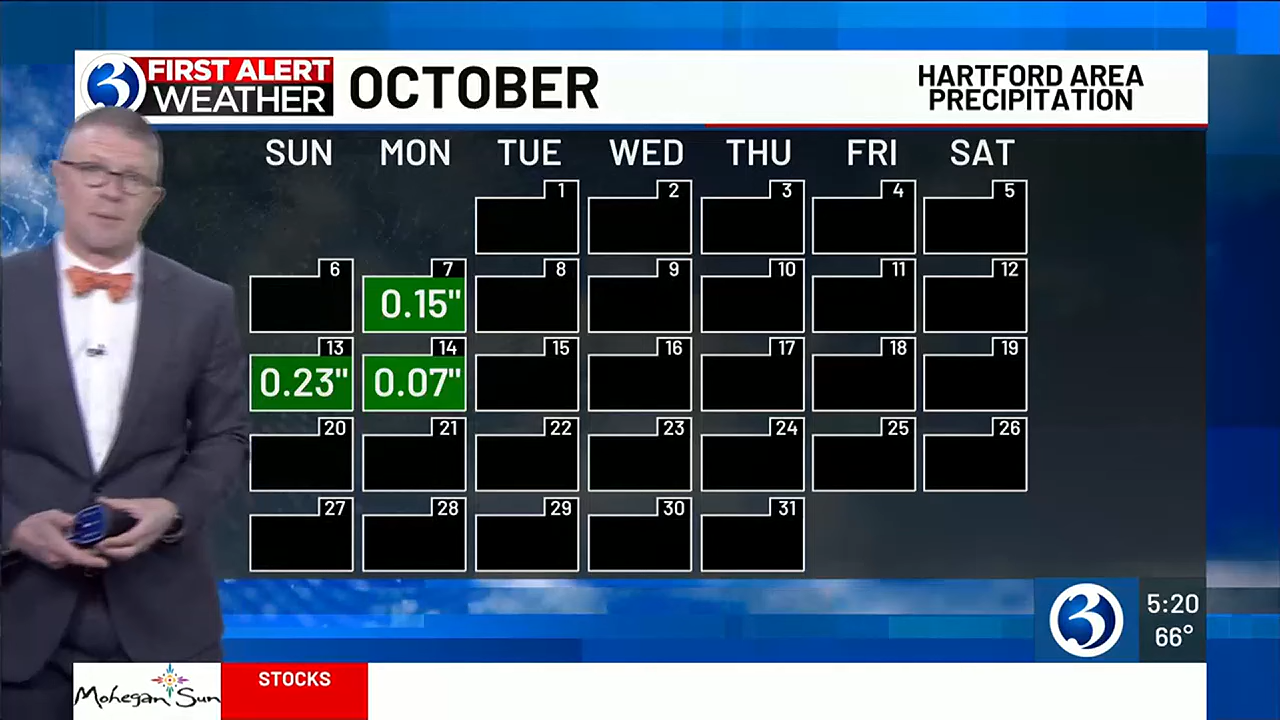 3 FIRST ALERT
WEATHER
OCTOBER
HARTFORD AREA
PRECIPITATION
SUN MON TUE WED THU FRI SAT
1 2 3 4 5
6 7 8 9 10 11 12
0.15"
13 14 15 16 17 18 19
0.23" 0.07"
20 21 22 23 24 25 26
27 28 29 30 31
3
5:20
66°
Mohegan Sun
STOCKS